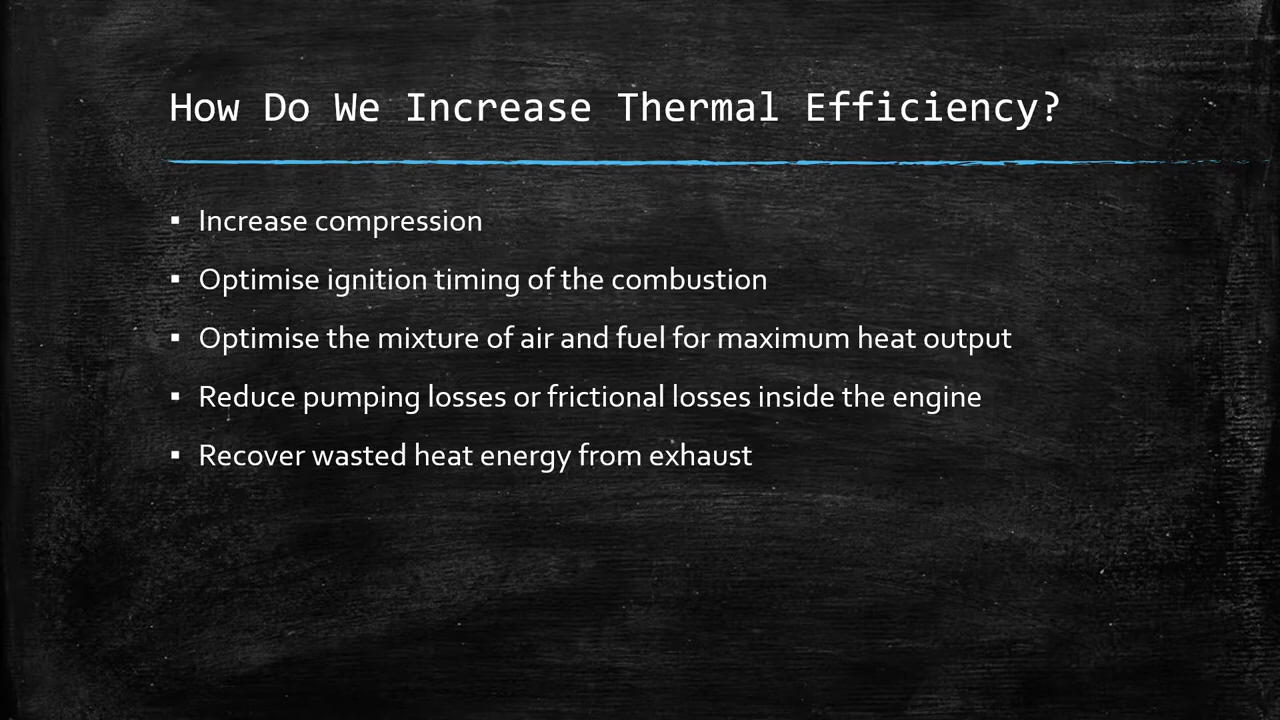 How Do We Increase Thermal Efficiency?
▪ Increase compression
▪ Optimise ignition timing of the combustion
▪ Optimise the mixture of air and fuel for maximum heat output
▪ Reduce pumping losses or frictional losses inside the engine
▪ Recover wasted heat energy from exhaust